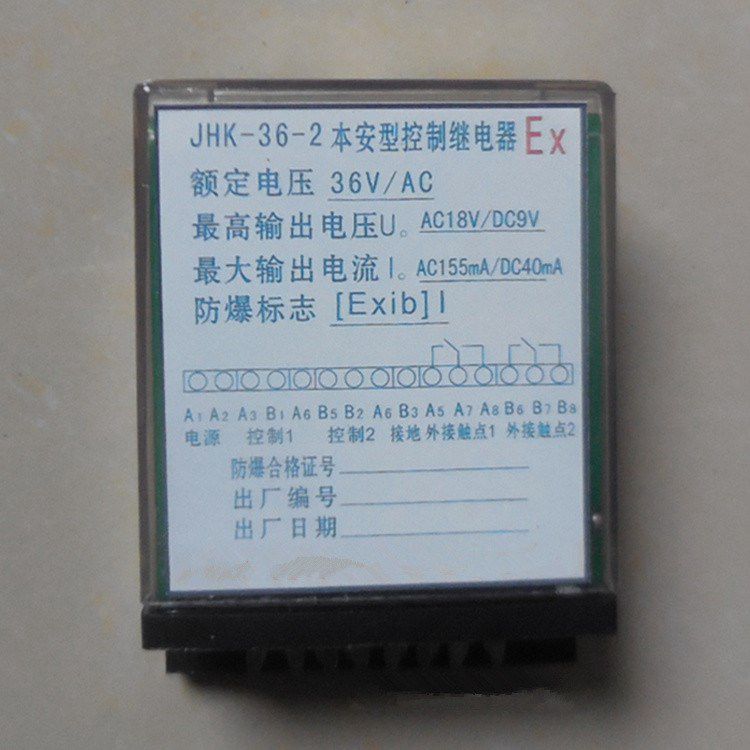 JHK-36-2本安型控制继电器 Ex
额定电压 36V/AC
最高输出电压U。 AC18V/DC9V
最大输出电流I。 AC155mA/DC40mA
防爆标志 [Exib]I
A1 A2 A3 B1 A6 B5 B2 A6 B3 A5 A7 A8 B6 B7 B8
电源 控制1 控制2 接地 外接触点1 外接触点2
防爆合格证号
出厂编号
出厂日期